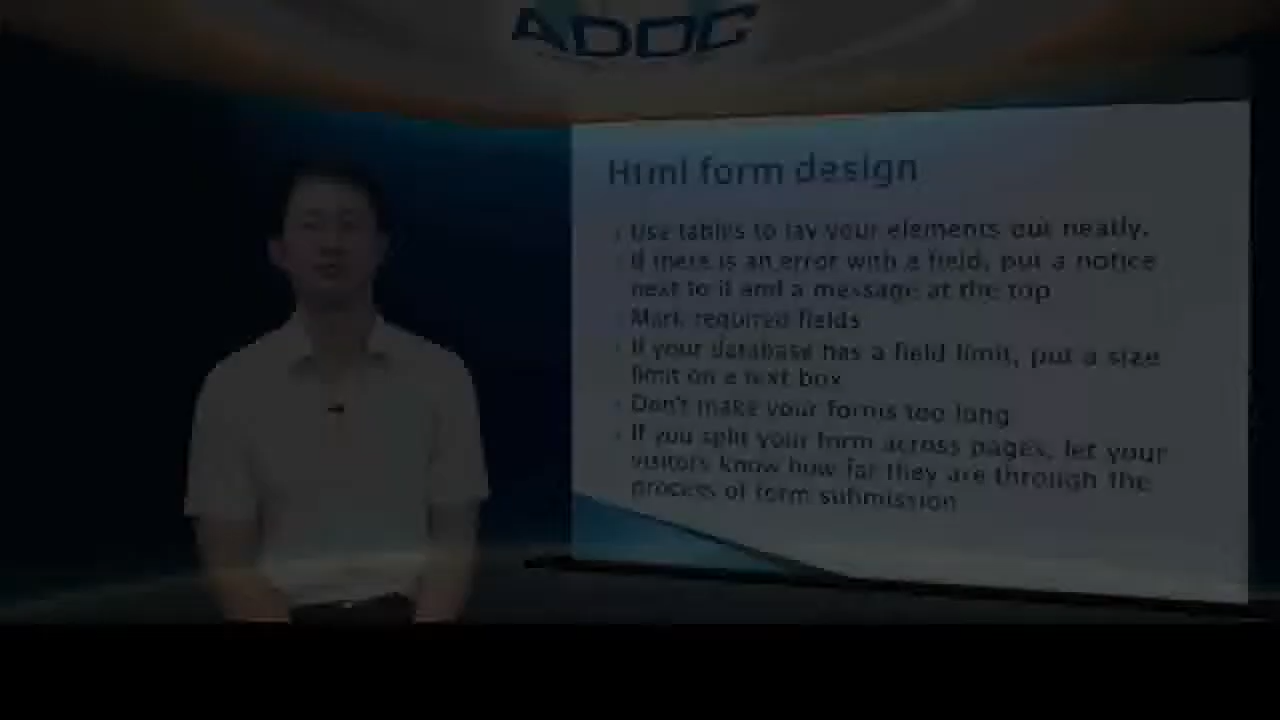 ADOC
Html form design
Use tables to lay your elements out neatly.
If there is an error with a field, put a notice
next to it and a message at the top
Mark required fields
If your database has a field limit, put a size
limit on a text box
Don't make your forms too long
If you split your form across pages, let your
visitors know how far they are through the
process of form submission